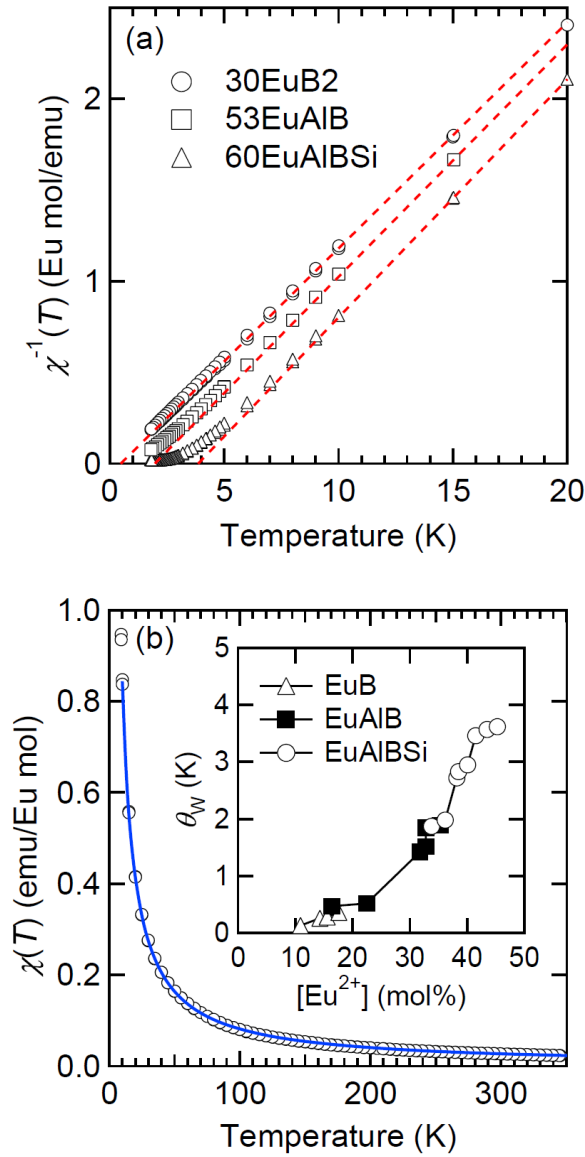 (a)
30EuB2
53EuAlB
60EuAlBSi
χ⁻¹(T) (Eu mol/emu)
2
1
0
0 5 10 15 20
Temperature (K)
(b)
1.0
0.8
0.6
0.4
0.2
0.0
χ(T) (emu/Eu mol)
EuB
EuAlB
EuAlBSi
θW (K)
5
4
3
2
1
0
0 10 20 30 40 50
[Eu²⁺] (mol%)
0 100 200 300
Temperature (K)